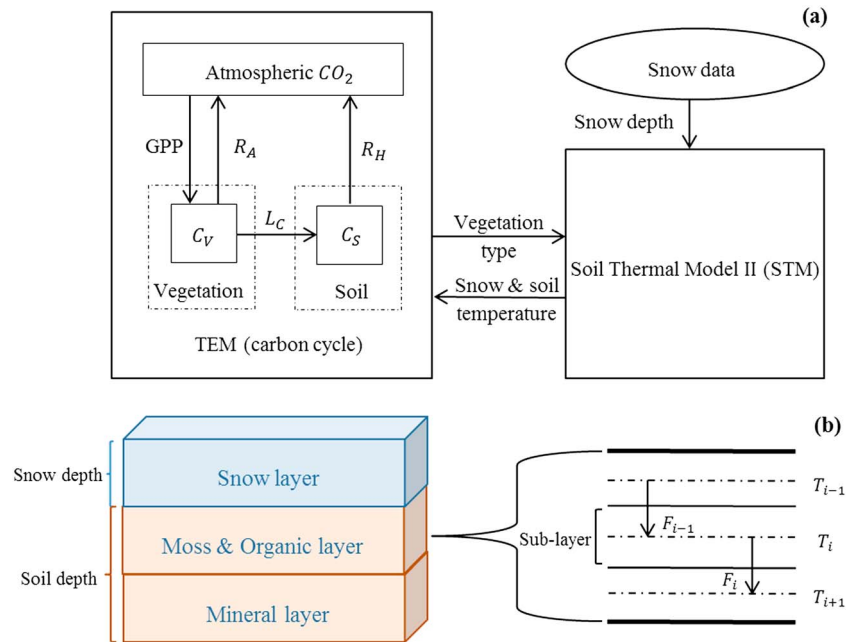 (a)
Atmospheric CO₂
Snow data
GPP
R_A
R_H
Snow depth
L_C
C_V
C_S
Vegetation
type
Vegetation
Soil
Soil Thermal Model II (STM)
Snow & soil
temperature
TEM (carbon cycle)
(b)
Snow depth
Snow layer
T_{i-1}
F_{i-1}
Moss & Organic layer
Sub-layer
T_i
Soil depth
F_i
Mineral layer
T_{i+1}